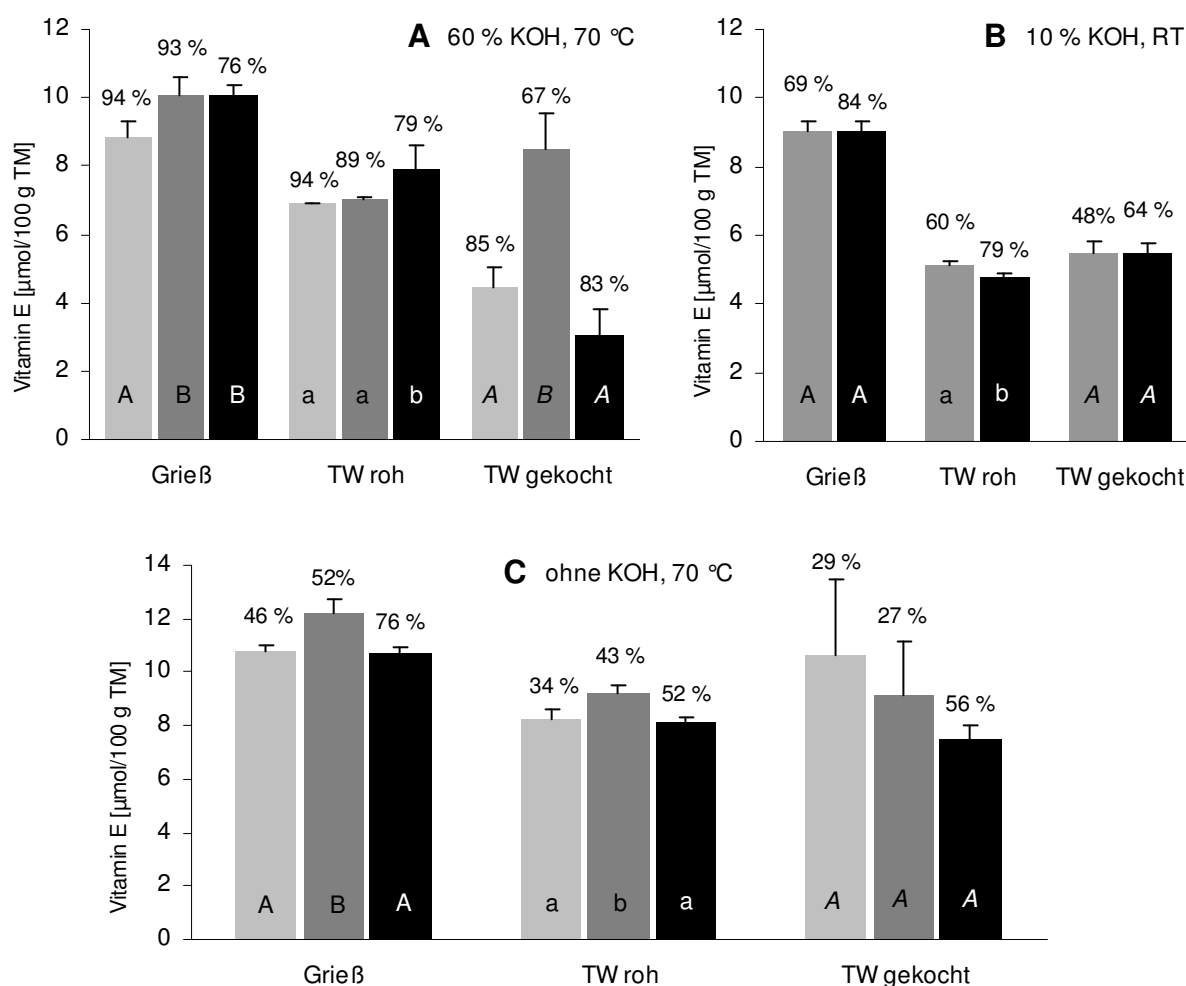 A 60 % KOH, 70 °C
Vitamin E [µmol/100 g TM]
12
10
8
6
4
2
0
94 %
93 %
76 %
94 %
89 %
79 %
85 %
67 %
83 %
A
B
B
a
a
b
A
B
A
Grieß
TW roh
TW gekocht
B 10 % KOH, RT
Vitamin E [µmol/100 g TM]
12
10
8
6
4
2
0
69 %
84 %
60 %
79 %
48%
64 %
A
A
a
b
A
A
Grieß
TW roh
TW gekocht
C ohne KOH, 70 °C
Vitamin E [µmol/100 g TM]
14
12
10
8
6
4
2
0
46 %
52%
76 %
34 %
43 %
52 %
29 %
27 %
56 %
A
B
A
a
b
a
A
A
A
Grieß
TW roh
TW gekocht